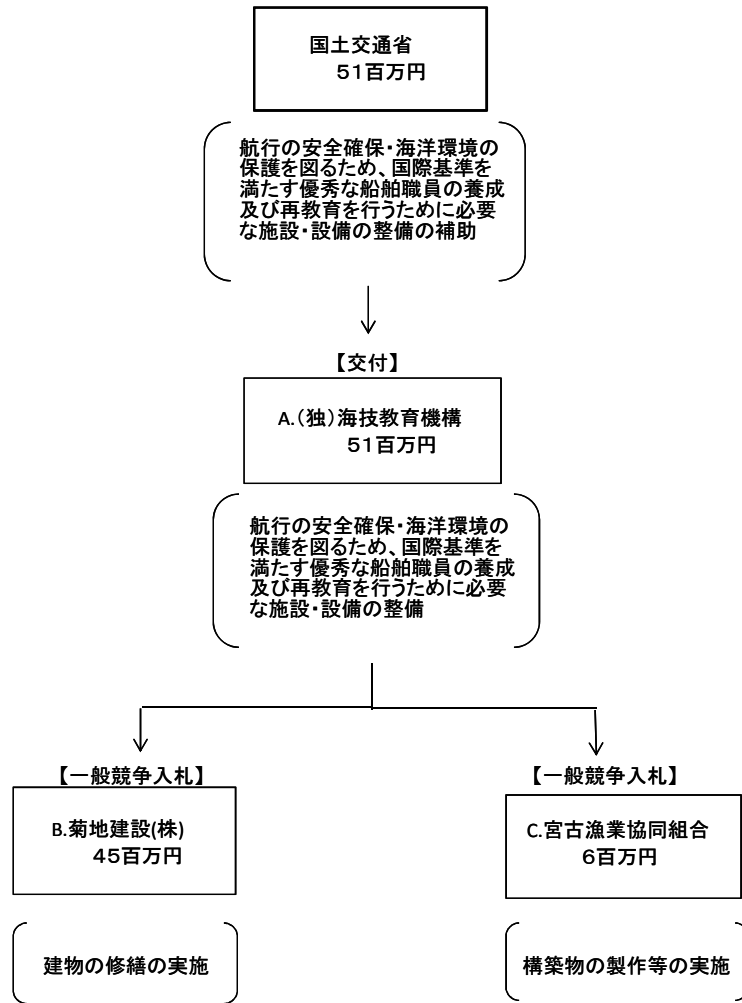 国土交通省
51百万円
航行の安全確保・海洋環境の
保護を図るため、国際基準を
満たす優秀な船舶職員の養成
及び再教育を行うために必要
な施設・設備の整備の補助
【交付】
A.(独)海技教育機構
51百万円
航行の安全確保・海洋環境の
保護を図るため、国際基準を
満たす優秀な船舶職員の養成
及び再教育を行うために必要
な施設・設備の整備
【一般競争入札】
B.菊地建設(株)
45百万円
建物の修繕の実施
【一般競争入札】
C.宮古漁業協同組合
6百万円
構築物の製作等の実施